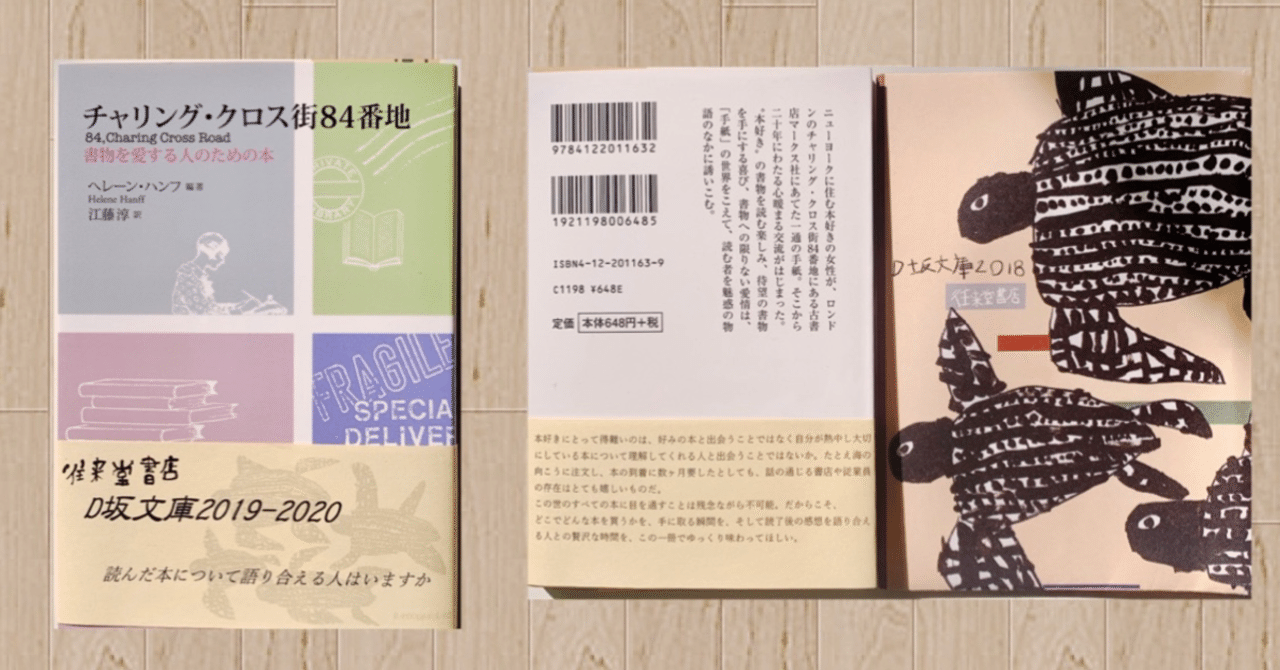 チャリング・クロス街84番地
84,Charing Cross Road
書物を愛する人のための本
ヘレーン・ハンフ 編著
Helene Hanff
江藤 淳 訳
PRIVATE
LIBRARY
FRAGILE
SPECIA
DELIVER
往来堂書店
D坂文庫2019-2020
読んだ本について語り合える人はいますか
9784122011632
1921198006485
ISBN4-12-201163-9
C1198 ¥648E
定価 本体648円+税
ニューヨークに住む本好きの女性が、ロンド
ンのチャリング・クロス街84番地にある古書
店マークス社にあてた一通の手紙。そこから
二十年にわたる心暖まる交流がはじまった。
〝本好き〟の書物を読む楽しみ、待望の書物
を手にする喜び、書物への限りない愛情は、
「手紙」の世界をこえて、読む者を魅惑の物
語のなかに誘いこむ。
本好きにとって得難いのは、好みの本と出会うことではなく自分が熱中し大切
にしている本について理解してくれる人と出会うことではないか。たとえ海の
向こうに注文し、本の到着に数ヶ月要したとしても、話の通じる書店や従業員
の存在はとても嬉しいものだ。
この世のすべての本に目を通すことは残念ながら不可能。だからこそ、
どこでどんな本を買うかを、手に取る瞬間を、そして読了後の感想を語り合え
る人との贅沢な時間を、この一冊でゆっくり味わってほしい。
D坂文庫2018
往来堂書店